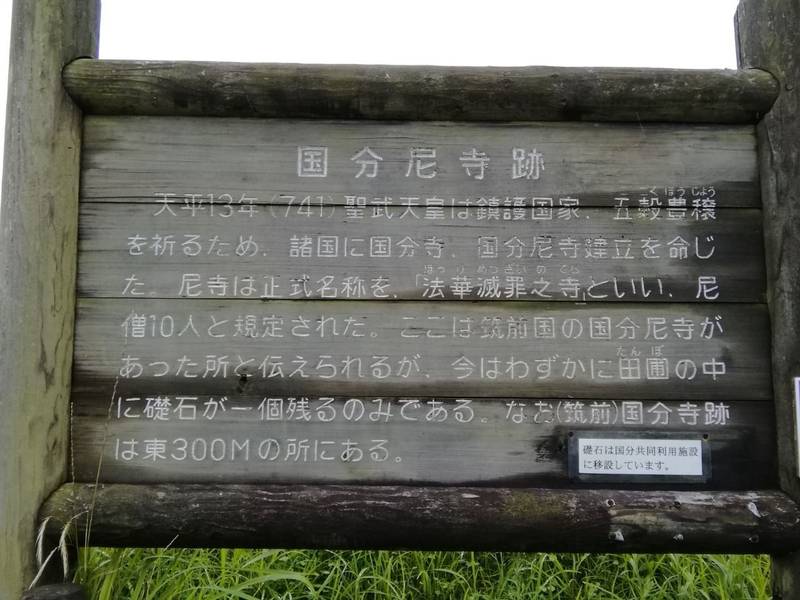 国分尼寺跡
天平13年(741)聖武天皇は鎮護国家、五穀豊穣
を祈るため、諸国に国分寺、国分尼寺建立を命じ
た。尼寺は正式名称を、「法華滅罪之寺」といい、尼
僧10人と規定された。ここは筑前国の国分尼寺が
あった所と伝えられるが、今はわずかに田圃の中
に礎石が一個残るのみである。なお(筑前)国分寺跡
は東300Mの所にある。
礎石は国分共同利用施設
に移設しています。